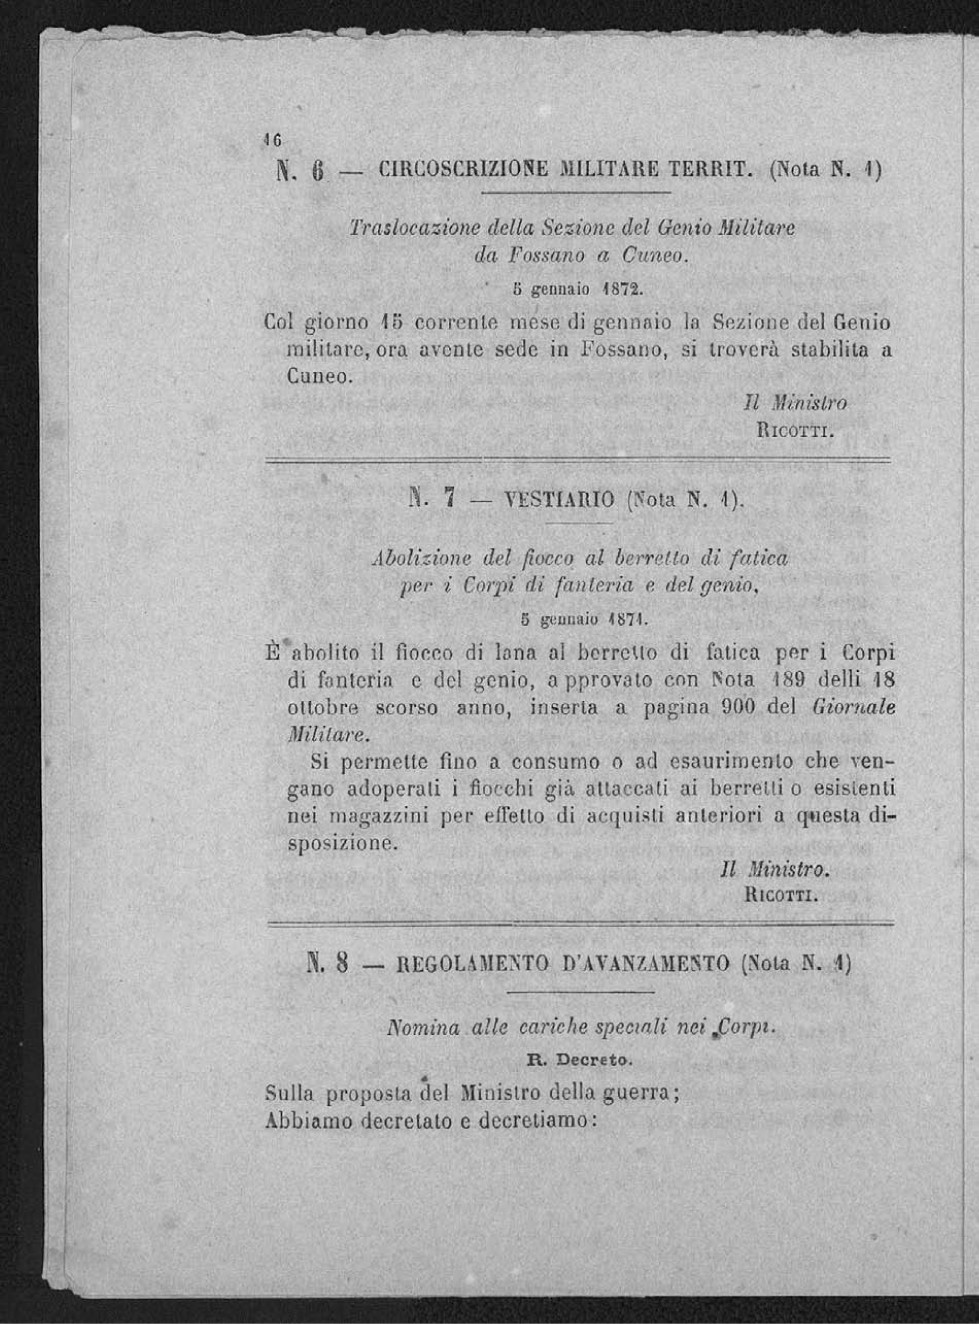 16
N. 6 — CIRCOSCRIZIONE MILITARE TERRIT. (Nota N. 1)
Traslocazione della Sezione del Genio Militare
da Fossano a Cuneo.
5 gennaio 1872.
Col giorno 15 corrente mese di gennaio la Sezione del Genio
militare, ora avente sede in Fossano, si troverà stabilita a
Cuneo.
Il Ministro
RICOTTI.
N. 7 — VESTIARIO (Nota N. 1).
Abolizione del fiocco al berretto di fatica
per i Corpi di fanteria e del genio,
5 gennaio 1871.
È abolito il fiocco di lana al berretto di fatica per i Corpi
di fanteria e del genio, a pprovato con Nota 189 delli 18
ottobre scorso anno, inserta a pagina 900 del Giornale
Militare.
Si permette fino a consumo o ad esaurimento che ven-
gano adoperati i fiocchi già attaccati ai berretti o esistenti
nei magazzini per effetto di acquisti anteriori a questa di-
sposizione.
Il Ministro.
RICOTTI.
N. 8 — REGOLAMENTO D'AVANZAMENTO (Nota N. 1)
Nomina alle cariche speciali nei Corpi.
R. Decreto.
Sulla proposta del Ministro della guerra;
Abbiamo decretato e decretiamo: